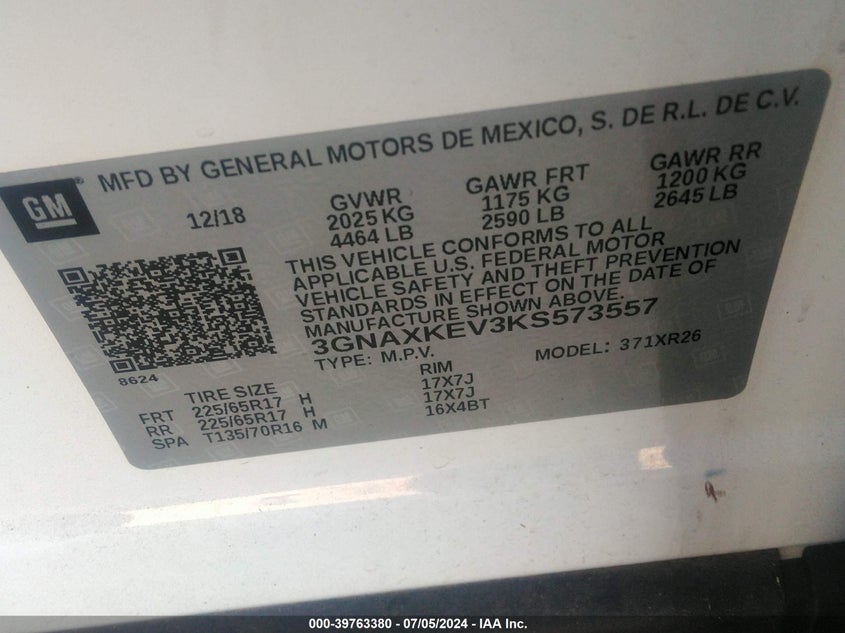 MFD BY GENERAL MOTORS DE MEXICO, S. DE R.L. DE C.V.
GM ®
12/18
GVWR
2025 KG
4464 LB
GAWR FRT
1175 KG
2590 LB
GAWR RR
1200 KG
2645 LB
THIS VEHICLE CONFORMS TO ALL
APPLICABLE U.S. FEDERAL MOTOR
VEHICLE SAFETY AND THEFT PREVENTION
STANDARDS IN EFFECT ON THE DATE OF
MANUFACTURE SHOWN ABOVE.
3GNAXKEV3KS573557
TYPE: M.P.V. MODEL: 371XR26
8624
TIRE SIZE RIM
FRT 225/65R17 H 17X7J
RR 225/65R17 H 17X7J
SPA T135/70R16 M 16X4BT
000-39763380 - 07/05/2024 - IAA Inc.